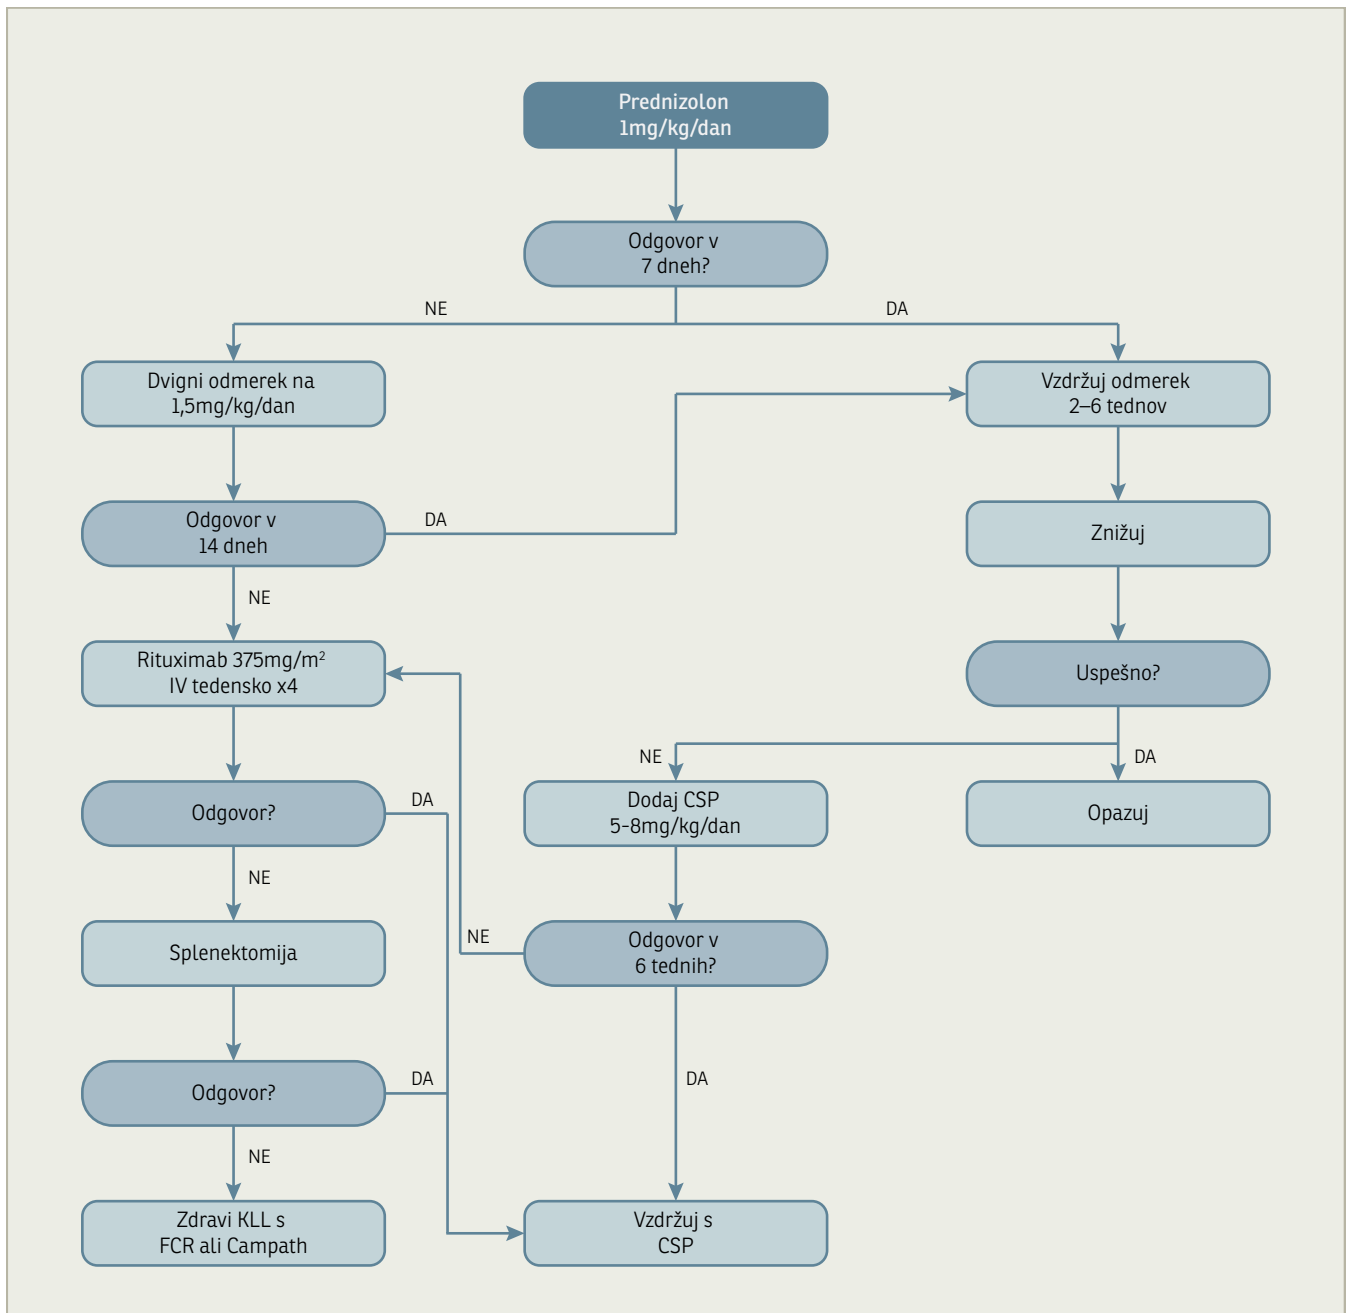 Prednizolon
1mg/kg/dan
Odgovor v
7 dneh?
NE
DA
Dvigni odmerek na
1,5mg/kg/dan
Vzdržuj odmerek
2–6 tednov
Odgovor v
14 dneh
DA
Znižuj
NE
Rituximab 375mg/m²
IV tedensko x4
Uspešno?
NE
DA
Odgovor?
DA
Dodaj CSP
5-8mg/kg/dan
Opazuj
NE
Splenektomija
NE
Odgovor v
6 tednih?
Odgovor?
DA
DA
NE
Zdravi KLL s
FCR ali Campath
Vzdržuj s
CSP